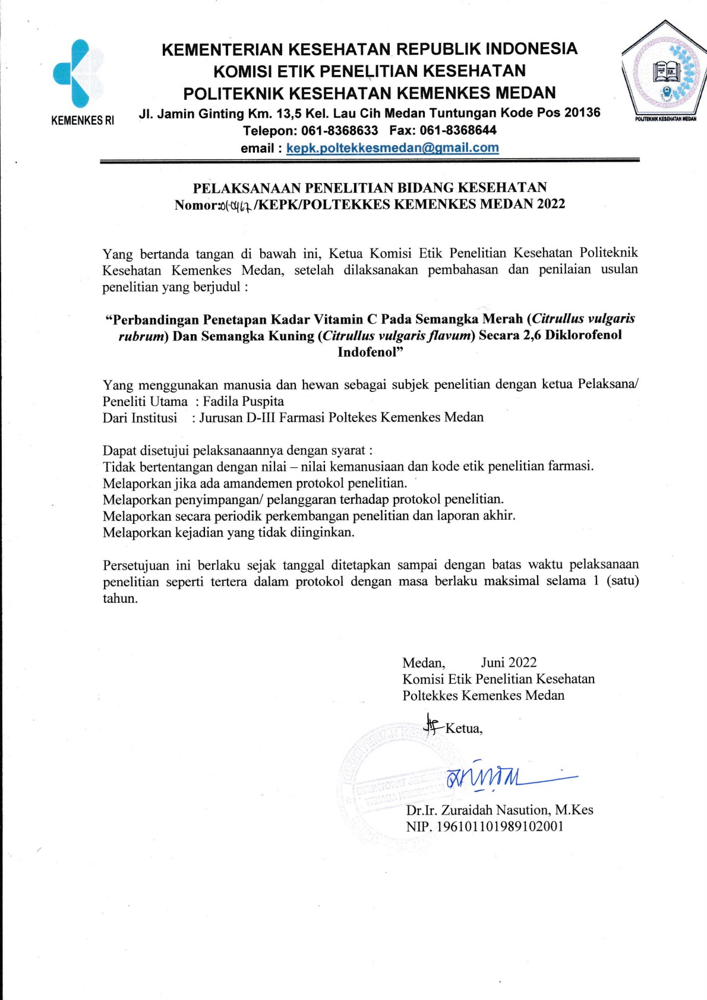 KEMENTERIAN KESEHATAN REPUBLIK INDONESIA
KOMISI ETIK PENELITIAN KESEHATAN
POLITEKNIK KESEHATAN KEMENKES MEDAN
Jl. Jamin Ginting Km. 13,5 Kel. Lau Cih Medan Tuntungan Kode Pos 20136
Telepon: 061-8368633 Fax: 061-8368644
email : kepk.poltekkesmedan@gmail.com
KEMENKES RI
POLITEKNIK KESEHATAN MEDAN
PELAKSANAAN PENELITIAN BIDANG KESEHATAN
Nomor: /KEPK/POLTEKKES KEMENKES MEDAN 2022
Yang bertanda tangan di bawah ini, Ketua Komisi Etik Penelitian Kesehatan Politeknik
Kesehatan Kemenkes Medan, setelah dilaksanakan pembahasan dan penilaian usulan
penelitian yang berjudul :
“Perbandingan Penetapan Kadar Vitamin C Pada Semangka Merah (Citrullus vulgaris
rubrum) Dan Semangka Kuning (Citrullus vulgaris flavum) Secara 2,6 Diklorofenol
Indofenol”
Yang menggunakan manusia dan hewan sebagai subjek penelitian dengan ketua Pelaksana/
Peneliti Utama : Fadila Puspita
Dari Institusi : Jurusan D-III Farmasi Poltekes Kemenkes Medan
Dapat disetujui pelaksanaannya dengan syarat :
Tidak bertentangan dengan nilai – nilai kemanusiaan dan kode etik penelitian farmasi.
Melaporkan jika ada amandemen protokol penelitian.
Melaporkan penyimpangan/ pelanggaran terhadap protokol penelitian.
Melaporkan secara periodik perkembangan penelitian dan laporan akhir.
Melaporkan kejadian yang tidak diinginkan.
Persetujuan ini berlaku sejak tanggal ditetapkan sampai dengan batas waktu pelaksanaan
penelitian seperti tertera dalam protokol dengan masa berlaku maksimal selama 1 (satu)
tahun.
Medan, Juni 2022
Komisi Etik Penelitian Kesehatan
Poltekkes Kemenkes Medan
Ketua,
Dr.Ir. Zuraidah Nasution, M.Kes
NIP. 196101101989102001